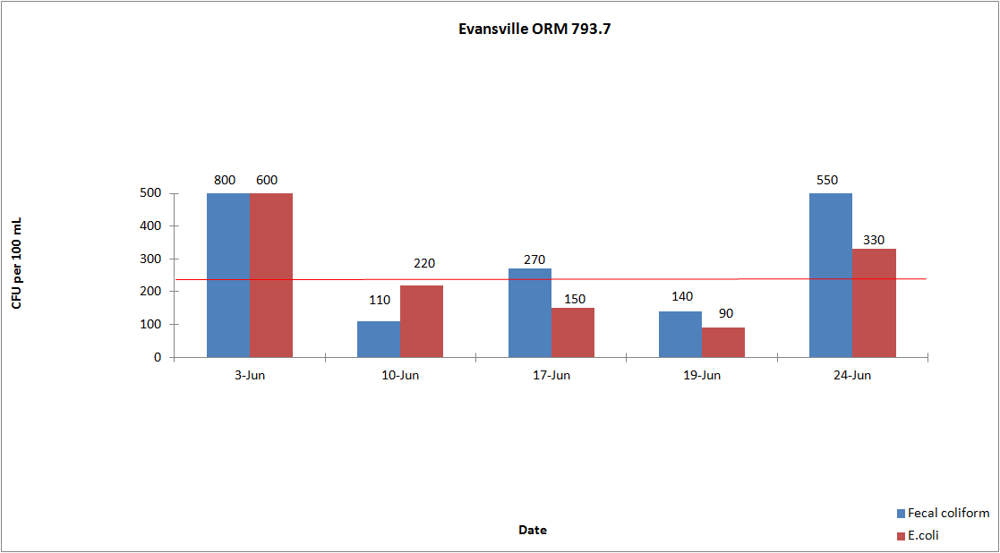 Evansville ORM 793.7
800 600 550
500
400
300
200
100
0
330
270
220
150
140
110
90
CFU per 100 mL
3-Jun 10-Jun 17-Jun 19-Jun 24-Jun
Date
Fecal coliform
E.coli